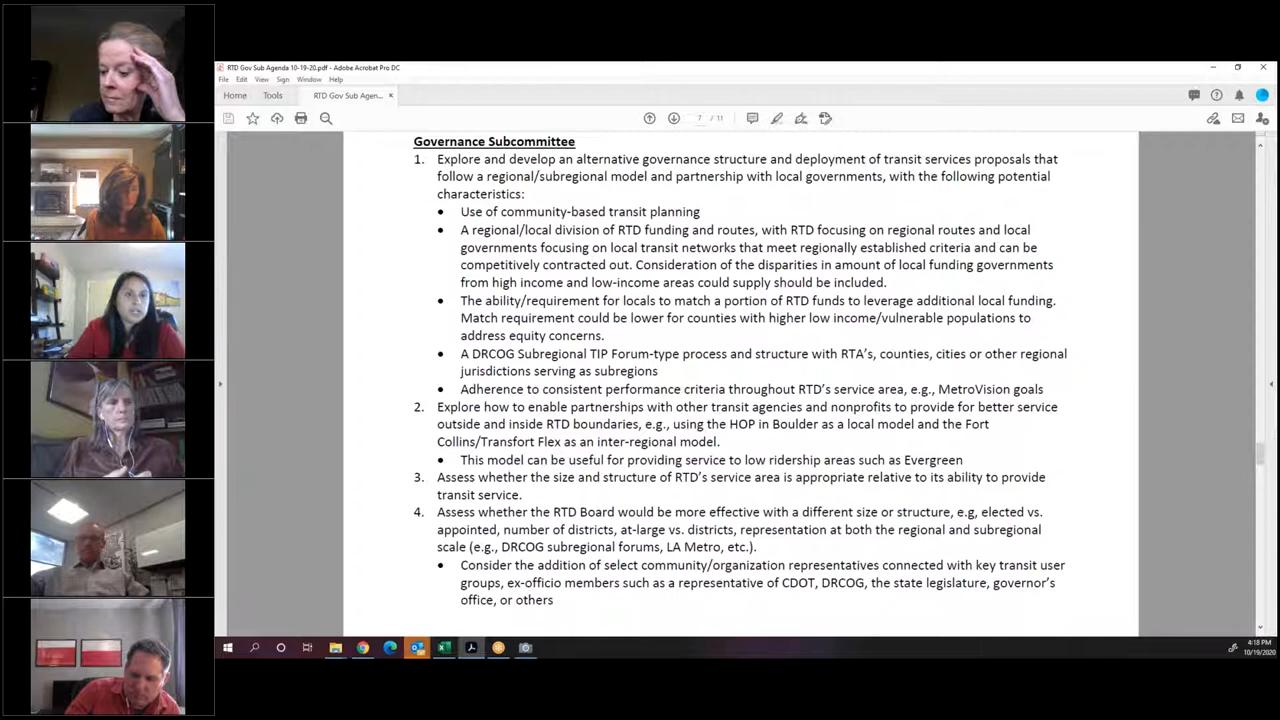 RTD Gov Sub Agenda 10-19-20.pdf - Adobe Acrobat Pro DC
File Edit View Sign Window Help
Home Tools RTD Gov Sub Agen... ×
7 / 11
Governance Subcommittee
1. Explore and develop an alternative governance structure and deployment of transit services proposals that
follow a regional/subregional model and partnership with local governments, with the following potential
characteristics:
• Use of community-based transit planning
• A regional/local division of RTD funding and routes, with RTD focusing on regional routes and local
governments focusing on local transit networks that meet regionally established criteria and can be
competitively contracted out. Consideration of the disparities in amount of local funding governments
from high income and low-income areas could supply should be included.
• The ability/requirement for locals to match a portion of RTD funds to leverage additional local funding.
Match requirement could be lower for counties with higher low income/vulnerable populations to
address equity concerns.
• A DRCOG Subregional TIP Forum-type process and structure with RTA's, counties, cities or other regional
jurisdictions serving as subregions
• Adherence to consistent performance criteria throughout RTD's service area, e.g., MetroVision goals
2. Explore how to enable partnerships with other transit agencies and nonprofits to provide for better service
outside and inside RTD boundaries, e.g., using the HOP in Boulder as a local model and the Fort
Collins/Transfort Flex as an inter-regional model.
• This model can be useful for providing service to low ridership areas such as Evergreen
3. Assess whether the size and structure of RTD's service area is appropriate relative to its ability to provide
transit service.
4. Assess whether the RTD Board would be more effective with a different size or structure, e.g, elected vs.
appointed, number of districts, at-large vs. districts, representation at both the regional and subregional
scale (e.g., DRCOG subregional forums, LA Metro, etc.).
• Consider the addition of select community/organization representatives connected with key transit user
groups, ex-officio members such as a representative of CDOT, DRCOG, the state legislature, governor's
office, or others
4:18 PM
10/19/2020